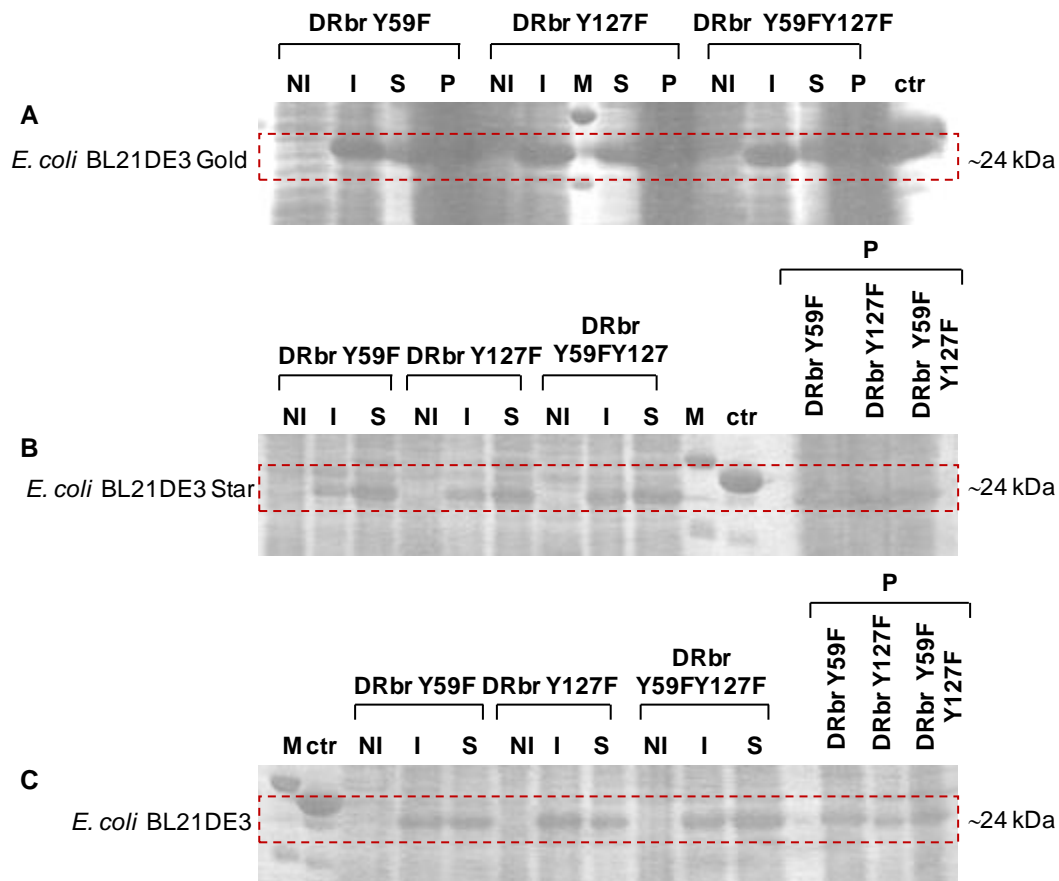 DRbr Y59F DRbr Y127F DRbr Y59FY127F
NI I S P NI I M S P NI I S P ctr
A
E. coli BL21DE3 Gold ~24 kDa
P
DRbr Y59F
DRbr Y127F
DRbr Y59F
Y127F
DRbr Y59F DRbr Y127F DRbr
Y59FY127
NI I S NI I S NI I S M ctr
B
E. coli BL21DE3 Star ~24 kDa
P
DRbr Y59F
DRbr Y127F
DRbr Y59F
Y127F
DRbr Y59F DRbr Y127F DRbr
Y59FY127F
M ctr NI I S NI I S NI I S
C
E. coli BL21DE3 ~24 kDa